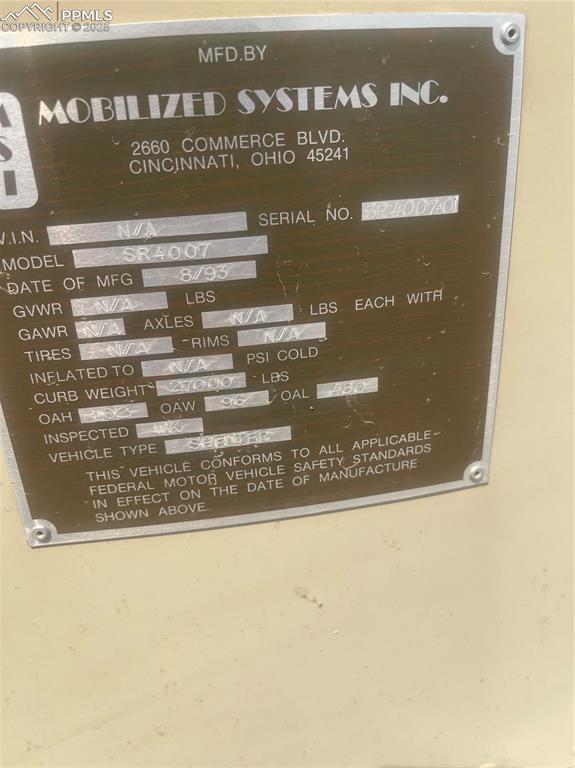 PPMLS
COPYRIGHT © 2025
MFD.BY
MOBILIZED SYSTEMS INC.
2660 COMMERCE BLVD.
CINCINNATI, OHIO 45241
V.I.N. N/A SERIAL NO. SR4007-01
MODEL SR4007
DATE OF MFG 8/93
GVWR N/A LBS
GAWR N/A AXLES N/A LBS EACH WITH
TIRES N/A RIMS N/A
INFLATED TO N/A PSI COLD
CURB WEIGHT 27000 LBS
OAH OAW 96 OAL 480
INSPECTED
VEHICLE TYPE SHELTER
THIS VEHICLE CONFORMS TO ALL APPLICABLE
FEDERAL MOTOR VEHICLE SAFETY STANDARDS
IN EFFECT ON THE DATE OF MANUFACTURE
SHOWN ABOVE.